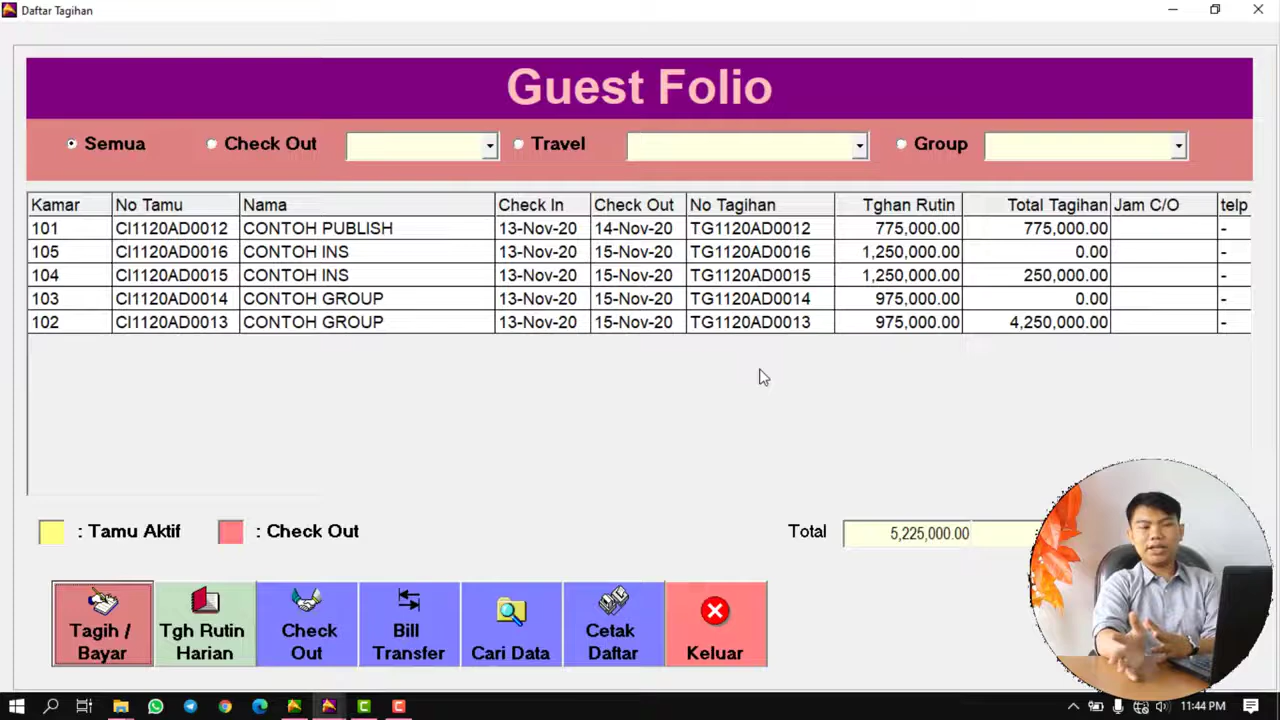 Daftar Tagihan
Guest Folio
Semua Check Out Travel Group
Kamar No Tamu Nama Check In Check Out No Tagihan Tghan Rutin Total Tagihan Jam C/O telp
101 CI1120AD0012 CONTOH PUBLISH 13-Nov-20 14-Nov-20 TG1120AD0012 775,000.00 775,000.00 -
105 CI1120AD0016 CONTOH INS 13-Nov-20 15-Nov-20 TG1120AD0016 1,250,000.00 0.00 -
104 CI1120AD0015 CONTOH INS 13-Nov-20 15-Nov-20 TG1120AD0015 1,250,000.00 250,000.00 -
103 CI1120AD0014 CONTOH GROUP 13-Nov-20 15-Nov-20 TG1120AD0014 975,000.00 0.00 -
102 CI1120AD0013 CONTOH GROUP 13-Nov-20 15-Nov-20 TG1120AD0013 975,000.00 4,250,000.00 -
: Tamu Aktif : Check Out Total 5,225,000.00
Tagih / Tgh Rutin Check Bill Cari Data Cetak Keluar
Bayar Harian Out Transfer Daftar
11:44 PM